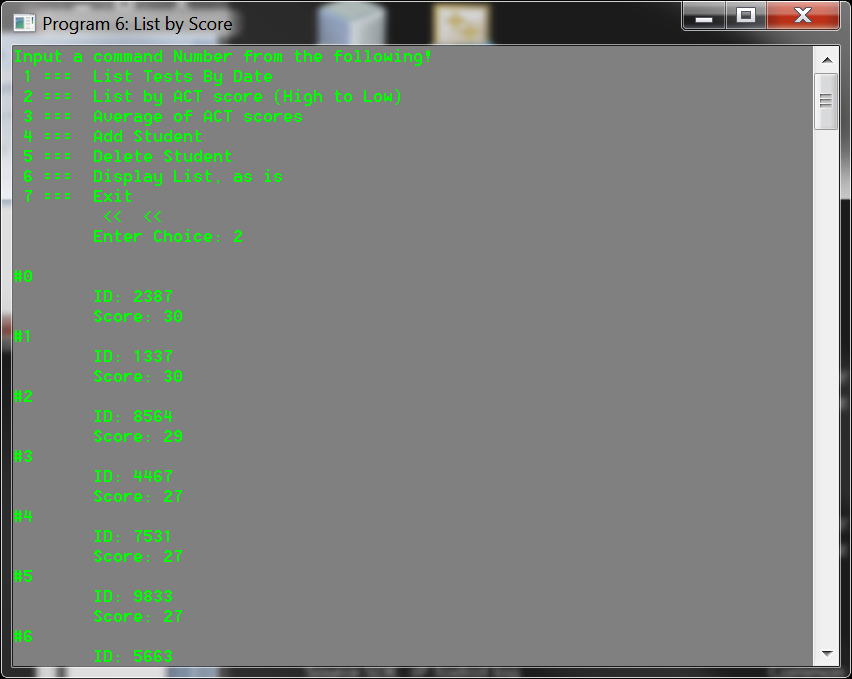 Program 6: List by Score
Input a command Number from the following!
1 === List Tests By Date
2 === List by ACT score (High to Low)
3 === Average of ACT scores
4 === Add Student
5 === Delete Student
6 === Display List, as is
7 === Exit
<< <<
Enter Choice: 2
#0
ID: 2387
Score: 30
#1
ID: 1337
Score: 30
#2
ID: 8564
Score: 29
#3
ID: 4467
Score: 27
#4
ID: 7531
Score: 27
#5
ID: 9833
Score: 27
#6
ID: 5663